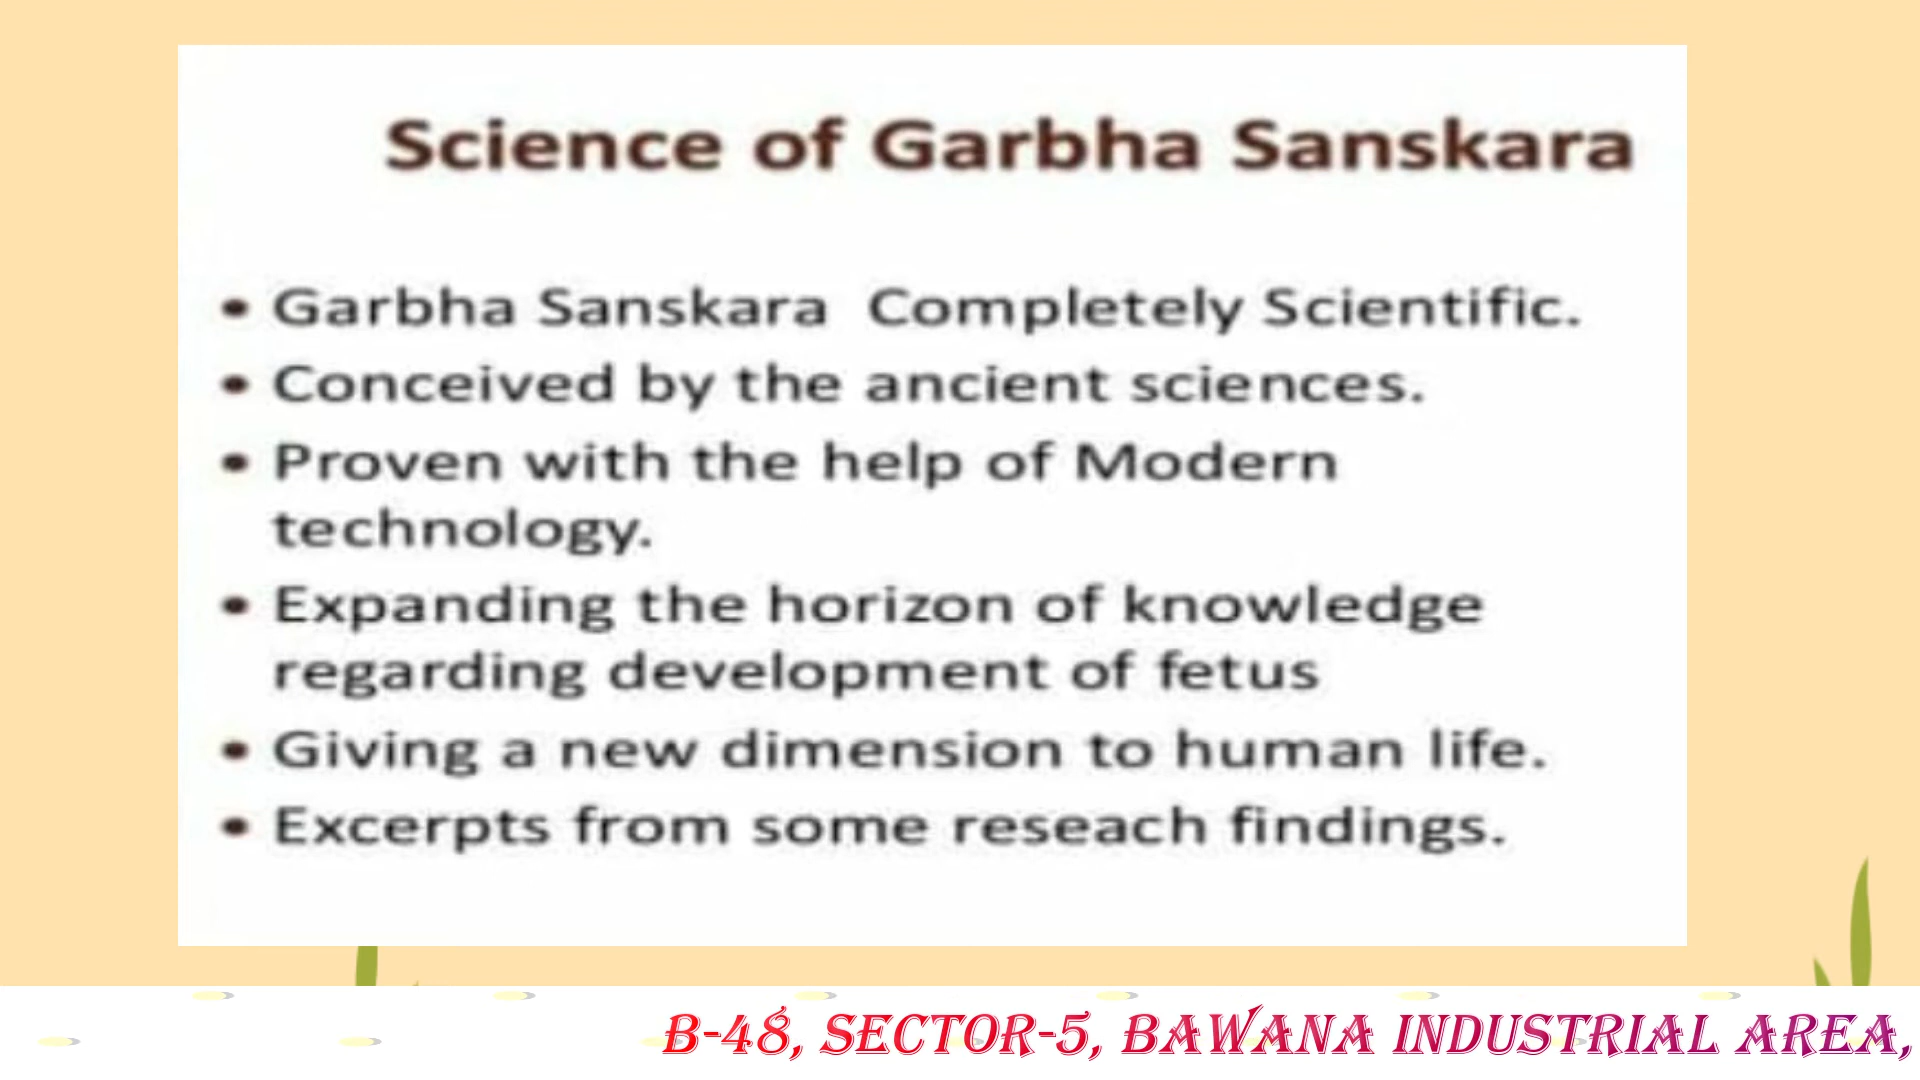 Science of Garbha Sanskara
• Garbha Sanskara Completely Scientific.
• Conceived by the ancient sciences.
• Proven with the help of Modern
technology.
• Expanding the horizon of knowledge
regarding development of fetus
• Giving a new dimension to human life.
• Excerpts from some reseach findings.
B-48, SECTOR-5, BAWANA INDUSTRIAL AREA,